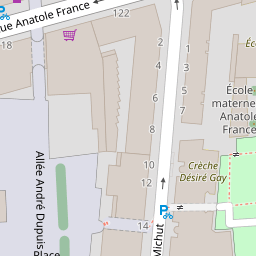 122
ue Anatole France
18
École
materne
Anatole
France
2
1
4
3
6
5
8
7
10
12
14
Crèche
Désiré Gay
Allée André Dupuis
Place
Michut
P